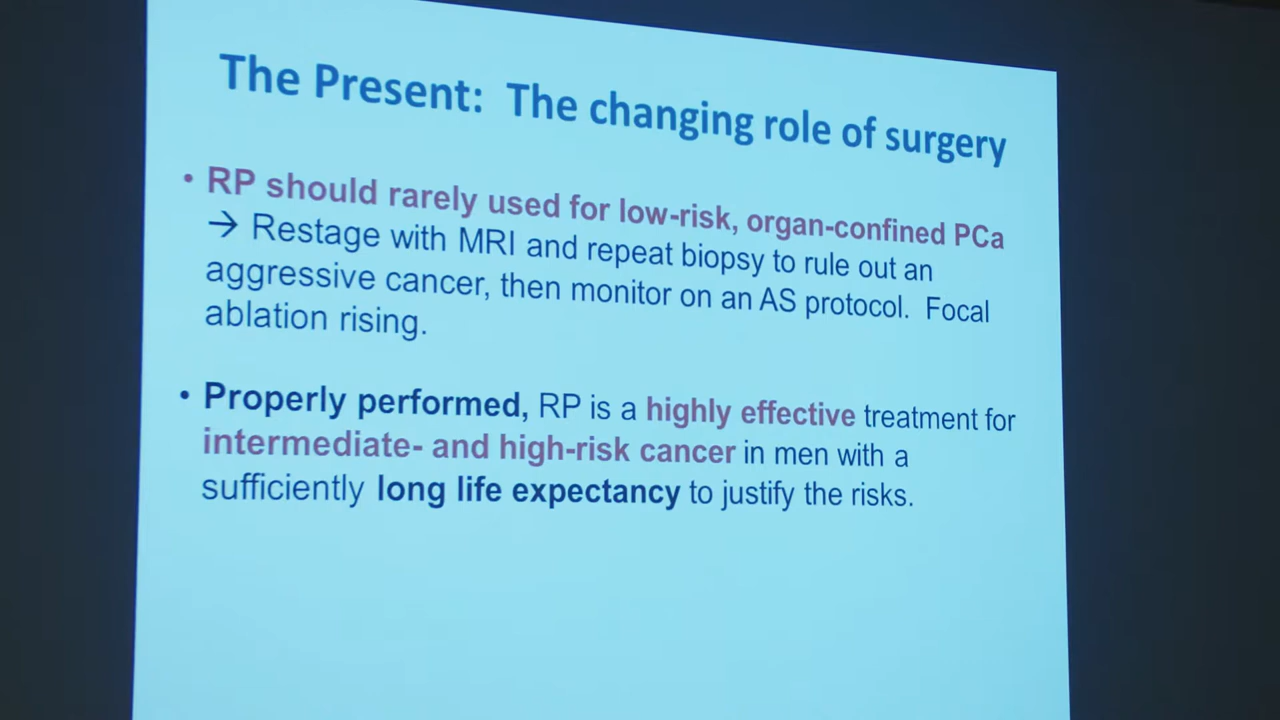 The Present: The changing role of surgery
• RP should rarely used for low-risk, organ-confined PCa
→ Restage with MRI and repeat biopsy to rule out an
aggressive cancer, then monitor on an AS protocol. Focal
ablation rising.
• Properly performed, RP is a highly effective treatment for
intermediate- and high-risk cancer in men with a
sufficiently long life expectancy to justify the risks.